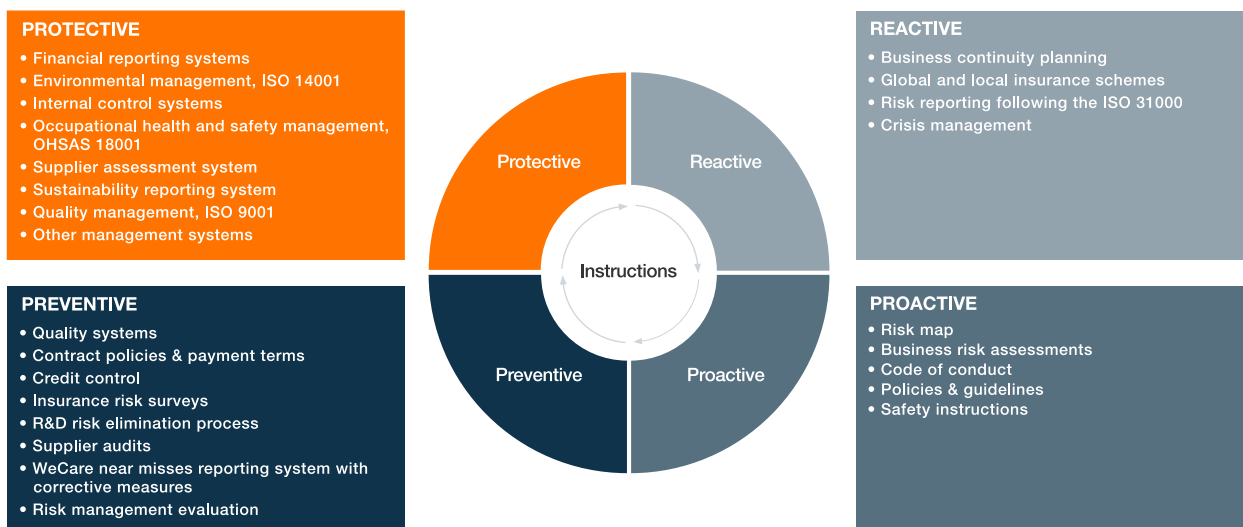 PROTECTIVE
• Financial reporting systems
• Environmental management, ISO 14001
• Internal control systems
• Occupational health and safety management,
OHSAS 18001
• Supplier assessment system
• Sustainability reporting system
• Quality management, ISO 9001
• Other management systems
REACTIVE
• Business continuity planning
• Global and local insurance schemes
• Risk reporting following the ISO 31000
• Crisis management
Protective
Reactive
Instructions
Preventive
Proactive
PREVENTIVE
• Quality systems
• Contract policies & payment terms
• Credit control
• Insurance risk surveys
• R&D risk elimination process
• Supplier audits
• WeCare near misses reporting system with
corrective measures
• Risk management evaluation
PROACTIVE
• Risk map
• Business risk assessments
• Code of conduct
• Policies & guidelines
• Safety instructions